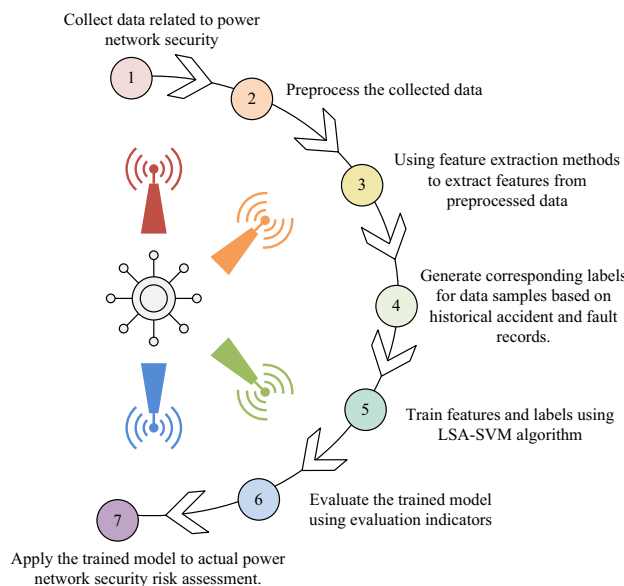 Collect data related to power
network security
1
2
Preprocess the collected data
3
Using feature extraction methods
to extract features from
preprocessed data
4
Generate corresponding labels
for data samples based on
historical accident and fault
records.
5
Train features and labels using
LSA-SVM algorithm
6
Evaluate the trained model
using evaluation indicators
7
Apply the trained model to actual power
network security risk assessment.